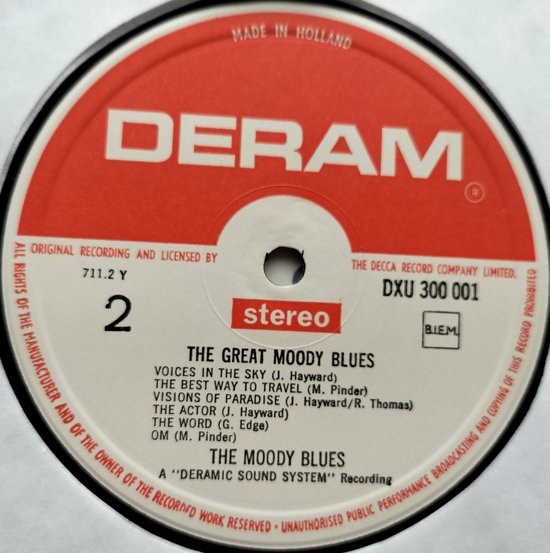 MADE IN HOLLAND
DERAM
ORIGINAL RECORDING AND LICENSED BY THE DECCA RECORD COMPANY LIMITED.
711.2 Y
2
stereo
DXU 300 001
B.I.E.M.
THE GREAT MOODY BLUES
VOICES IN THE SKY (J. Hayward)
THE BEST WAY TO TRAVEL (M. Pinder)
VISIONS OF PARADISE (J. Hayward/R. Thomas)
THE ACTOR (J. Hayward)
THE WORD (G. Edge)
OM (M. Pinder)
THE MOODY BLUES
A "DERAMIC SOUND SYSTEM" Recording
ALL RIGHTS OF THE MANUFACTURER AND OF THE OWNER OF THE RECORDED WORK RESERVED · UNAUTHORISED PUBLIC PERFORMANCE BROADCASTING AND COPYING OF THIS RECORD PROHIBITED